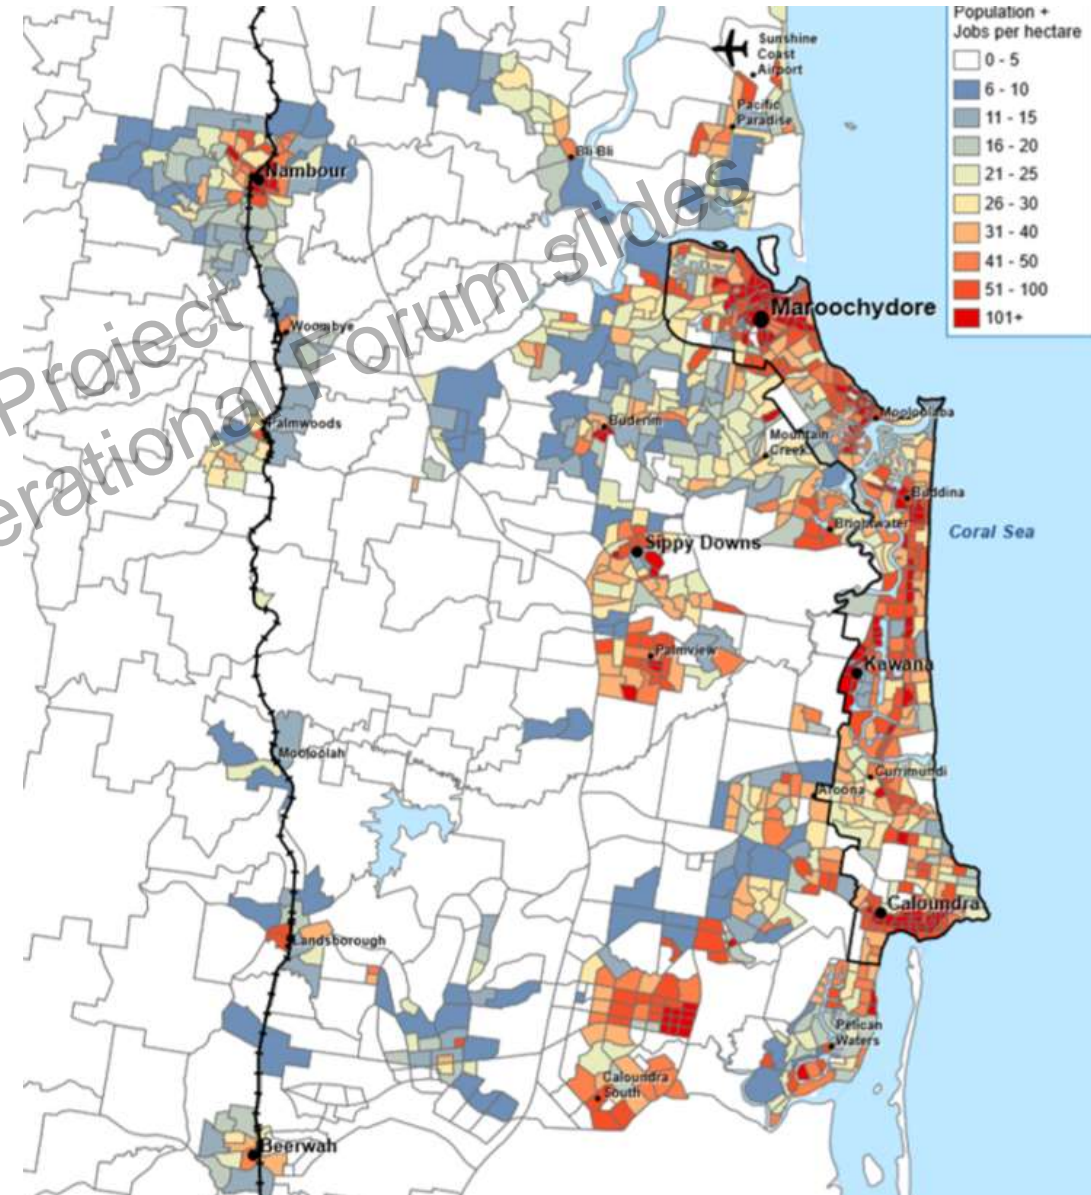 Population +
Jobs per hectare
0 - 5
6 - 10
11 - 15
16 - 20
21 - 25
26 - 30
31 - 40
41 - 50
51 - 100
101+
Sunshine
Coast
Airport
Pacific
Paradise
Bli Bli
Nambour
Maroochydore
Woombye
Palmwoods
Buderim
Mooloolaba
Mountain
Creek
Buddina
Brightwater
Coral Sea
Sippy Downs
Palmview
Kawana
Mooloolah
Currimundi
Aroona
Caloundra
Landsborough
Pelican
Waters
Caloundra
South
Beerwah
Project
erational Forum slides